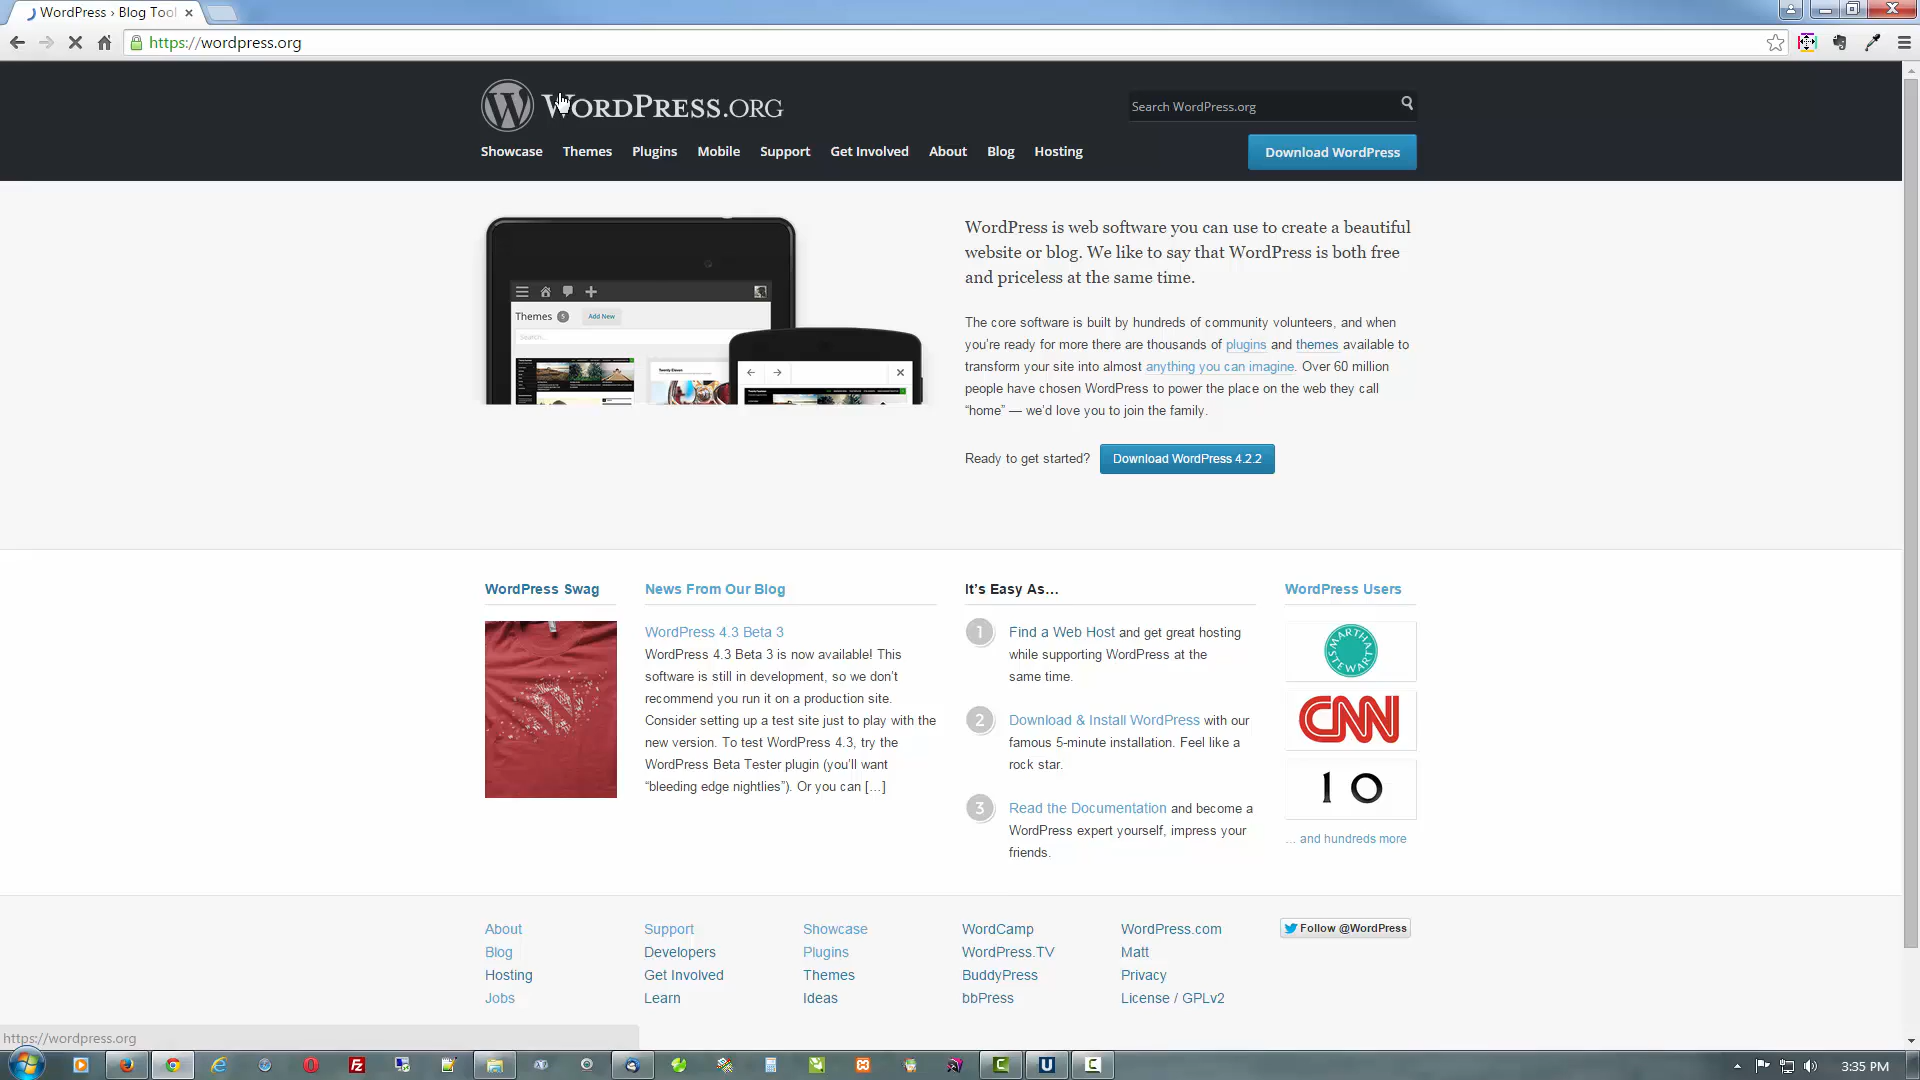 WordPress › Blog Tool
https://wordpress.org
WORDPRESS.ORG
Search WordPress.org
Showcase Themes Plugins Mobile Support Get Involved About Blog Hosting
Download WordPress
Themes 5 Add New
Search...
Twenty Eleven
WordPress is web software you can use to create a beautiful
website or blog. We like to say that WordPress is both free
and priceless at the same time.
The core software is built by hundreds of community volunteers, and when
you’re ready for more there are thousands of plugins and themes available to
transform your site into almost anything you can imagine. Over 60 million
people have chosen WordPress to power the place on the web they call
“home” — we’d love you to join the family.
Ready to get started? Download WordPress 4.2.2
WordPress Swag
News From Our Blog
WordPress 4.3 Beta 3
WordPress 4.3 Beta 3 is now available! This
software is still in development, so we don’t
recommend you run it on a production site.
Consider setting up a test site just to play with the
new version. To test WordPress 4.3, try the
WordPress Beta Tester plugin (you’ll want
“bleeding edge nightlies”). Or you can […]
It’s Easy As…
1 Find a Web Host and get great hosting
while supporting WordPress at the
same time.
2 Download & Install WordPress with our
famous 5-minute installation. Feel like a
rock star.
3 Read the Documentation and become a
WordPress expert yourself, impress your
friends.
WordPress Users
MARTHA STEWART
CNN
10
… and hundreds more
About
Blog
Hosting
Jobs
Support
Developers
Get Involved
Learn
Showcase
Plugins
Themes
Ideas
WordCamp
WordPress.TV
BuddyPress
bbPress
WordPress.com
Matt
Privacy
License / GPLv2
Follow @WordPress
https://wordpress.org
3:35 PM